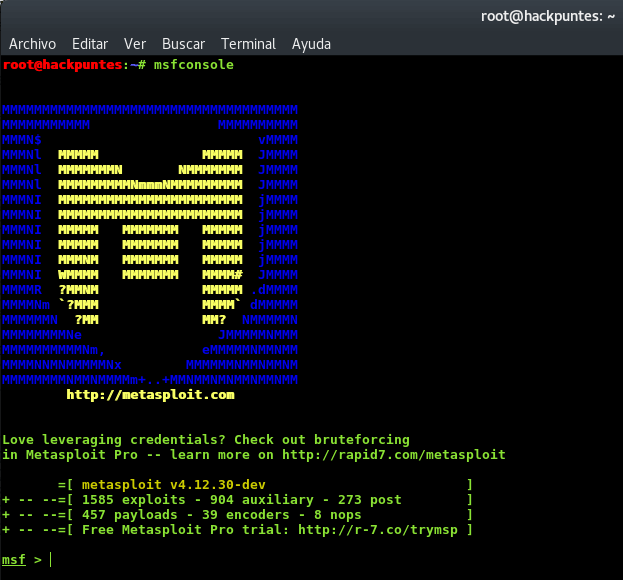 root@hackpuntes: ~
Archivo Editar Ver Buscar Terminal Ayuda
root@hackpuntes:~# msfconsole
MMMMMMMMMMMMMMMMMMMMMMMMMMMMMMMMMMMMM
MMMMMMMMMMM                MMMMMMMMMM
MMMN$                           vMMMM
MMMNl  MMMMM             MMMMM  JMMMM
MMMNl  MMMMMMMN       NMMMMMMM  JMMMM
MMMNl  MMMMMMMMMNmmmNMMMMMMMMM  JMMMM
MMMNI  MMMMMMMMMMMMMMMMMMMMMMM  jMMMM
MMMNI  MMMMMMMMMMMMMMMMMMMMMMM  jMMMM
MMMNI  MMMMM   MMMMMMM   MMMMM  jMMMM
MMMNI  MMMMM   MMMMMMM   MMMMM  jMMMM
MMMNI  MMMNM   MMMMMMM   MMMMM  jMMMM
MMMNI  WMMMM   MMMMMMM   MMMM#  JMMMM
MMMMR  ?MMNM             MMMMM .dMMMM
MMMMNm `?MMM             MMMM` dMMMMM
MMMMMMN  ?MM             MM?  NMMMMMN
MMMMMMMMNe                 JMMMMMNMMM
MMMMMMMMMMNm,            eMMMMMNMMNMM
MMMMNNMNMMMMMNx        MMMMMMNMMNMMNM
MMMMMMMMNMMNMMMMm+..+MMNMMNMNMMNMMNMM
http://metasploit.com
Love leveraging credentials? Check out bruteforcing
in Metasploit Pro -- learn more on http://rapid7.com/metasploit
=[ metasploit v4.12.30-dev ]
+ -- --=[ 1585 exploits - 904 auxiliary - 273 post ]
+ -- --=[ 457 payloads - 39 encoders - 8 nops ]
+ -- --=[ Free Metasploit Pro trial: http://r-7.co/trymsp ]
msf >